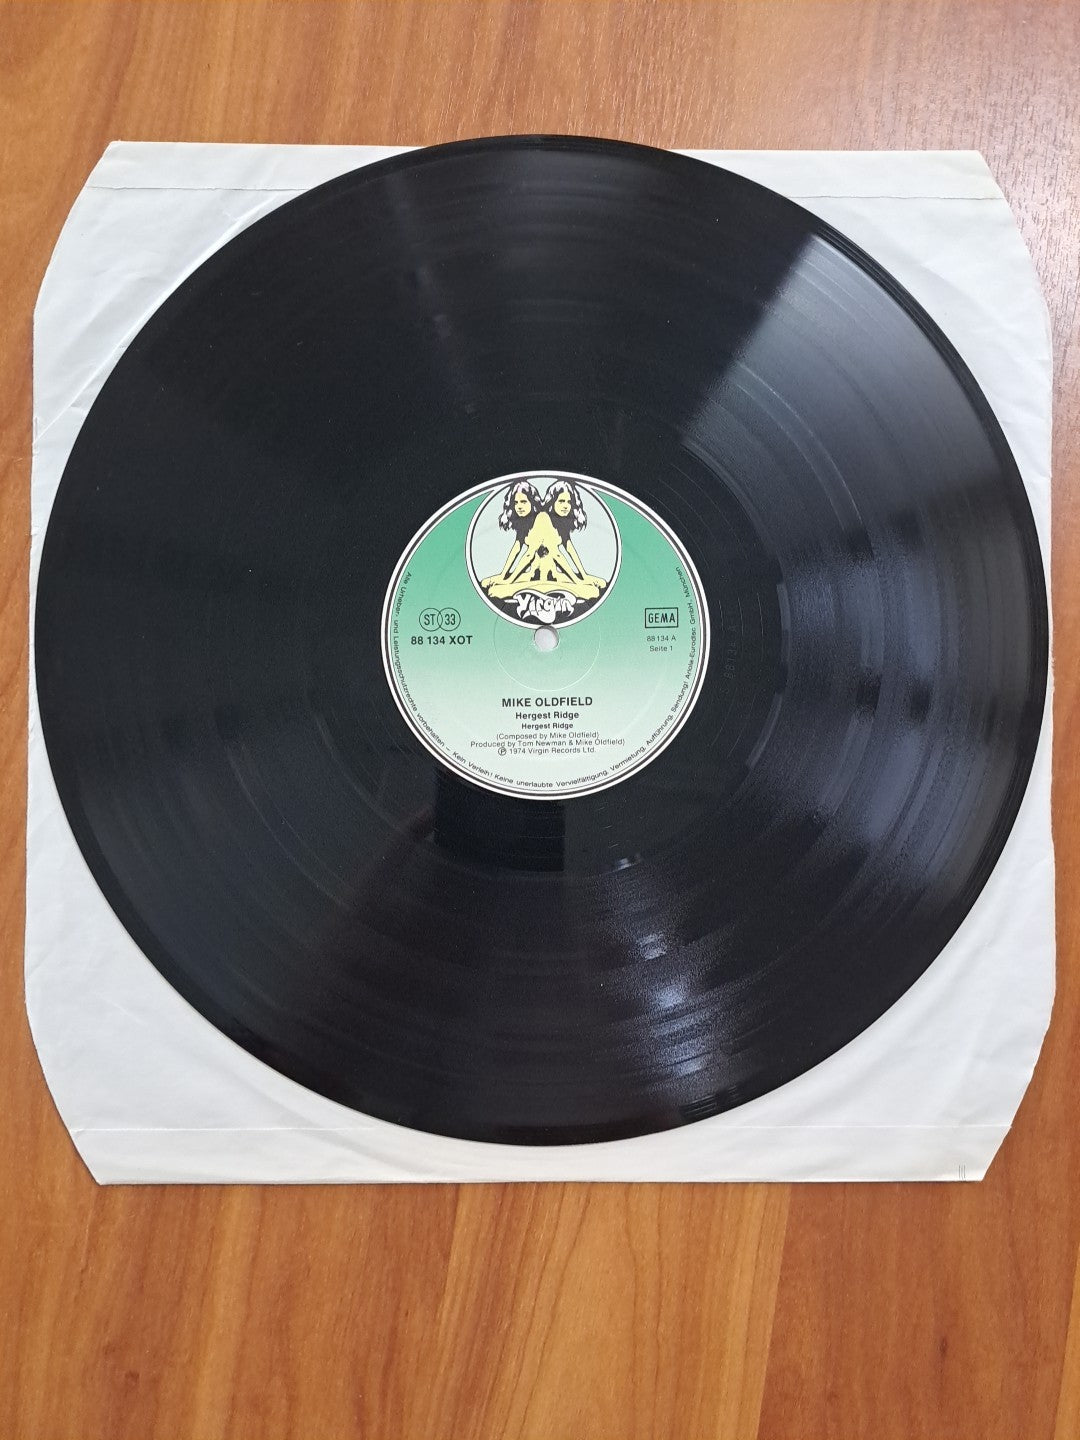 Virgin
ST 33
88 134 XOT
GEMA
88 134 A
Seite 1
MIKE OLDFIELD
Hergest Ridge
Hergest Ridge
(Composed by Mike Oldfield)
Produced by Tom Newman & Mike Oldfield)
Ⓟ 1974 Virgin Records Ltd.
Alle Urheber- und Leistungsschutzrechte vorbehalten – Kein Verleih! Keine unerlaubte Vervielfältigung, Vermietung, Aufführung, Sendung! Ariola-Eurodisc GmbH, München